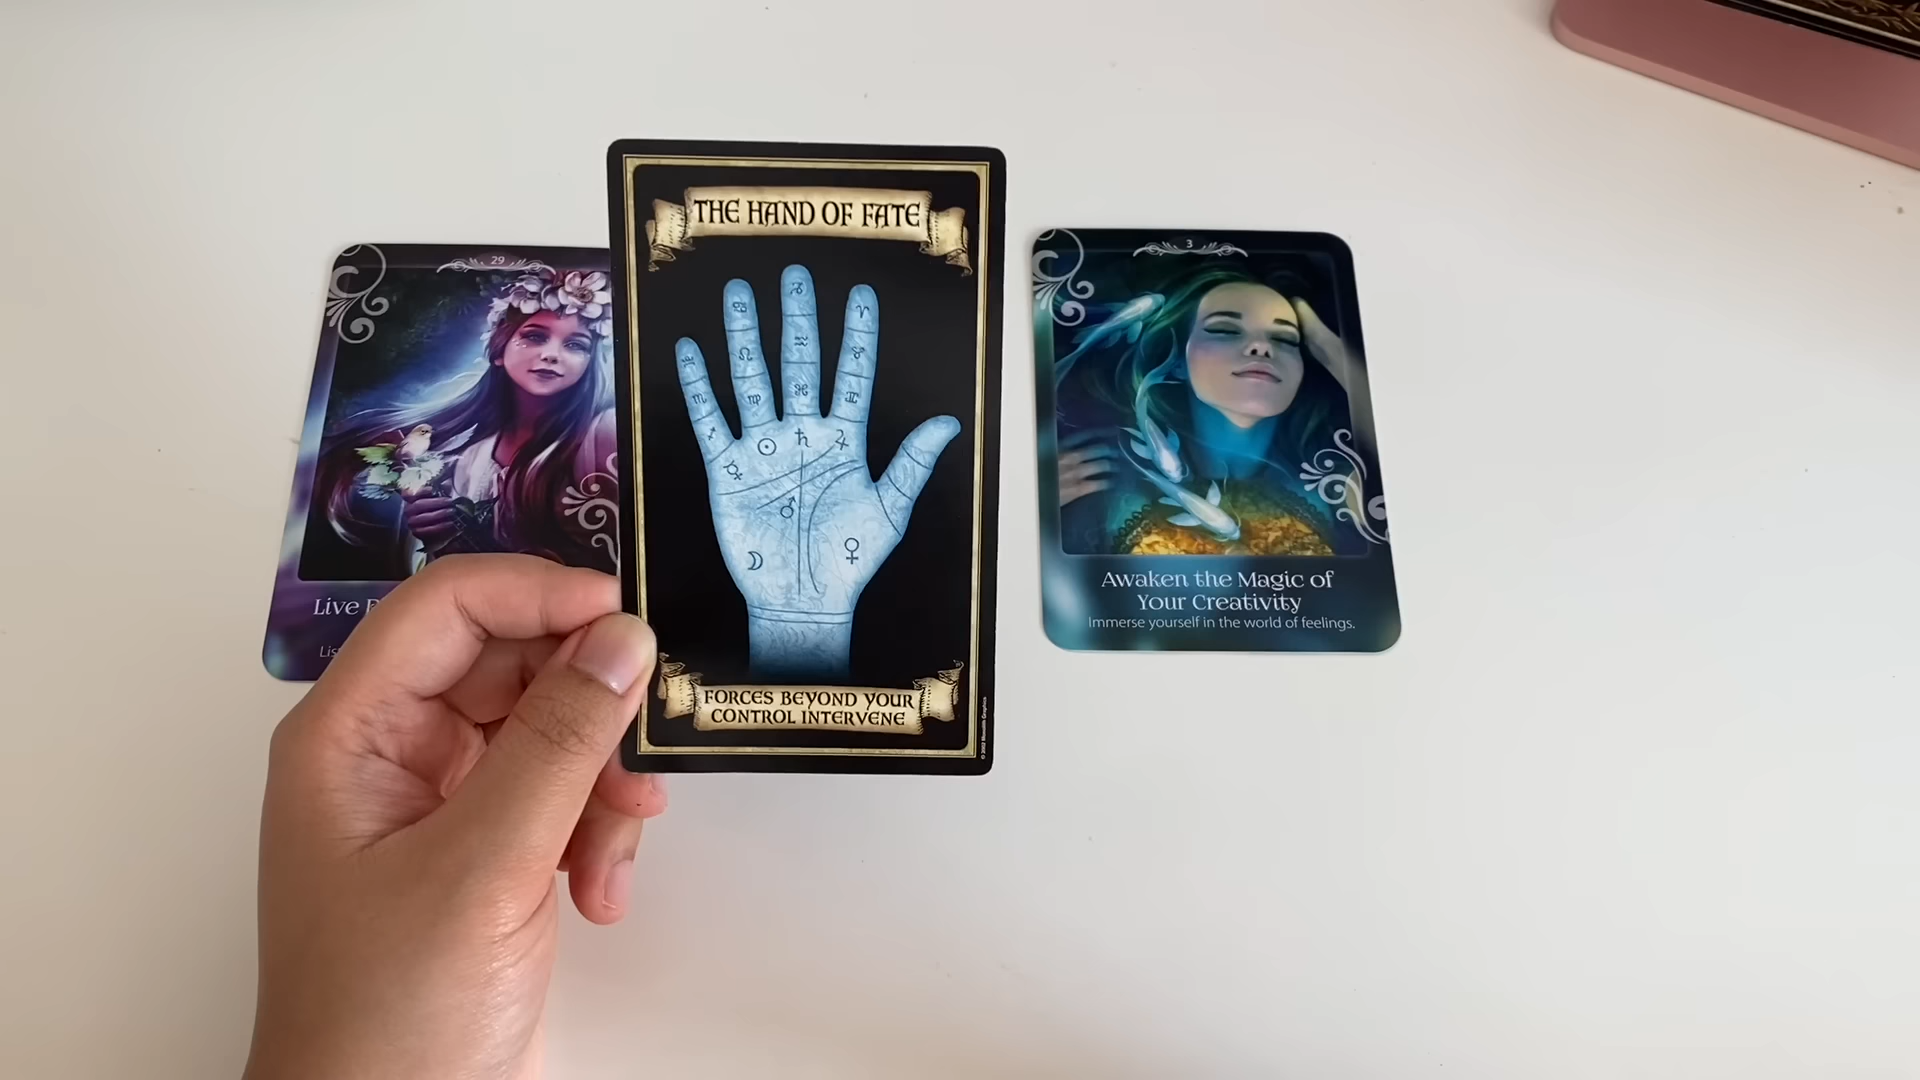 THE HAND OF FATE
FORCES BEYOND YOUR
CONTROL INTERVENE
29
Live
3
Awaken the Magic of
Your Creativity
Immerse yourself in the world of feelings.